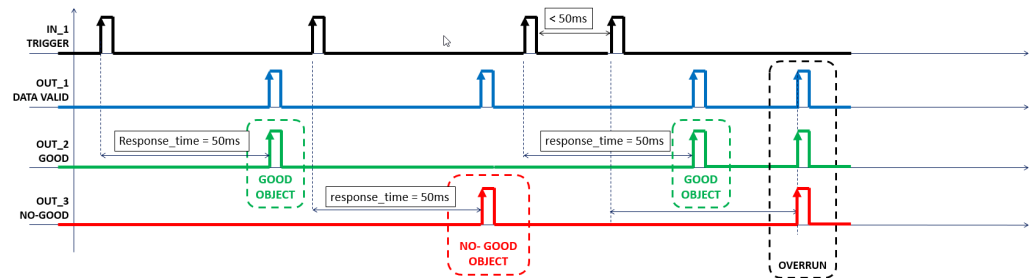 IN_1
TRIGGER
< 50ms
OUT_1
DATA VALID
OUT_2
GOOD
Response_time = 50ms
response_time = 50ms
GOOD
OBJECT
GOOD
OBJECT
OUT_3
NO-GOOD
response_time = 50ms
NO- GOOD
OBJECT
OVERRUN